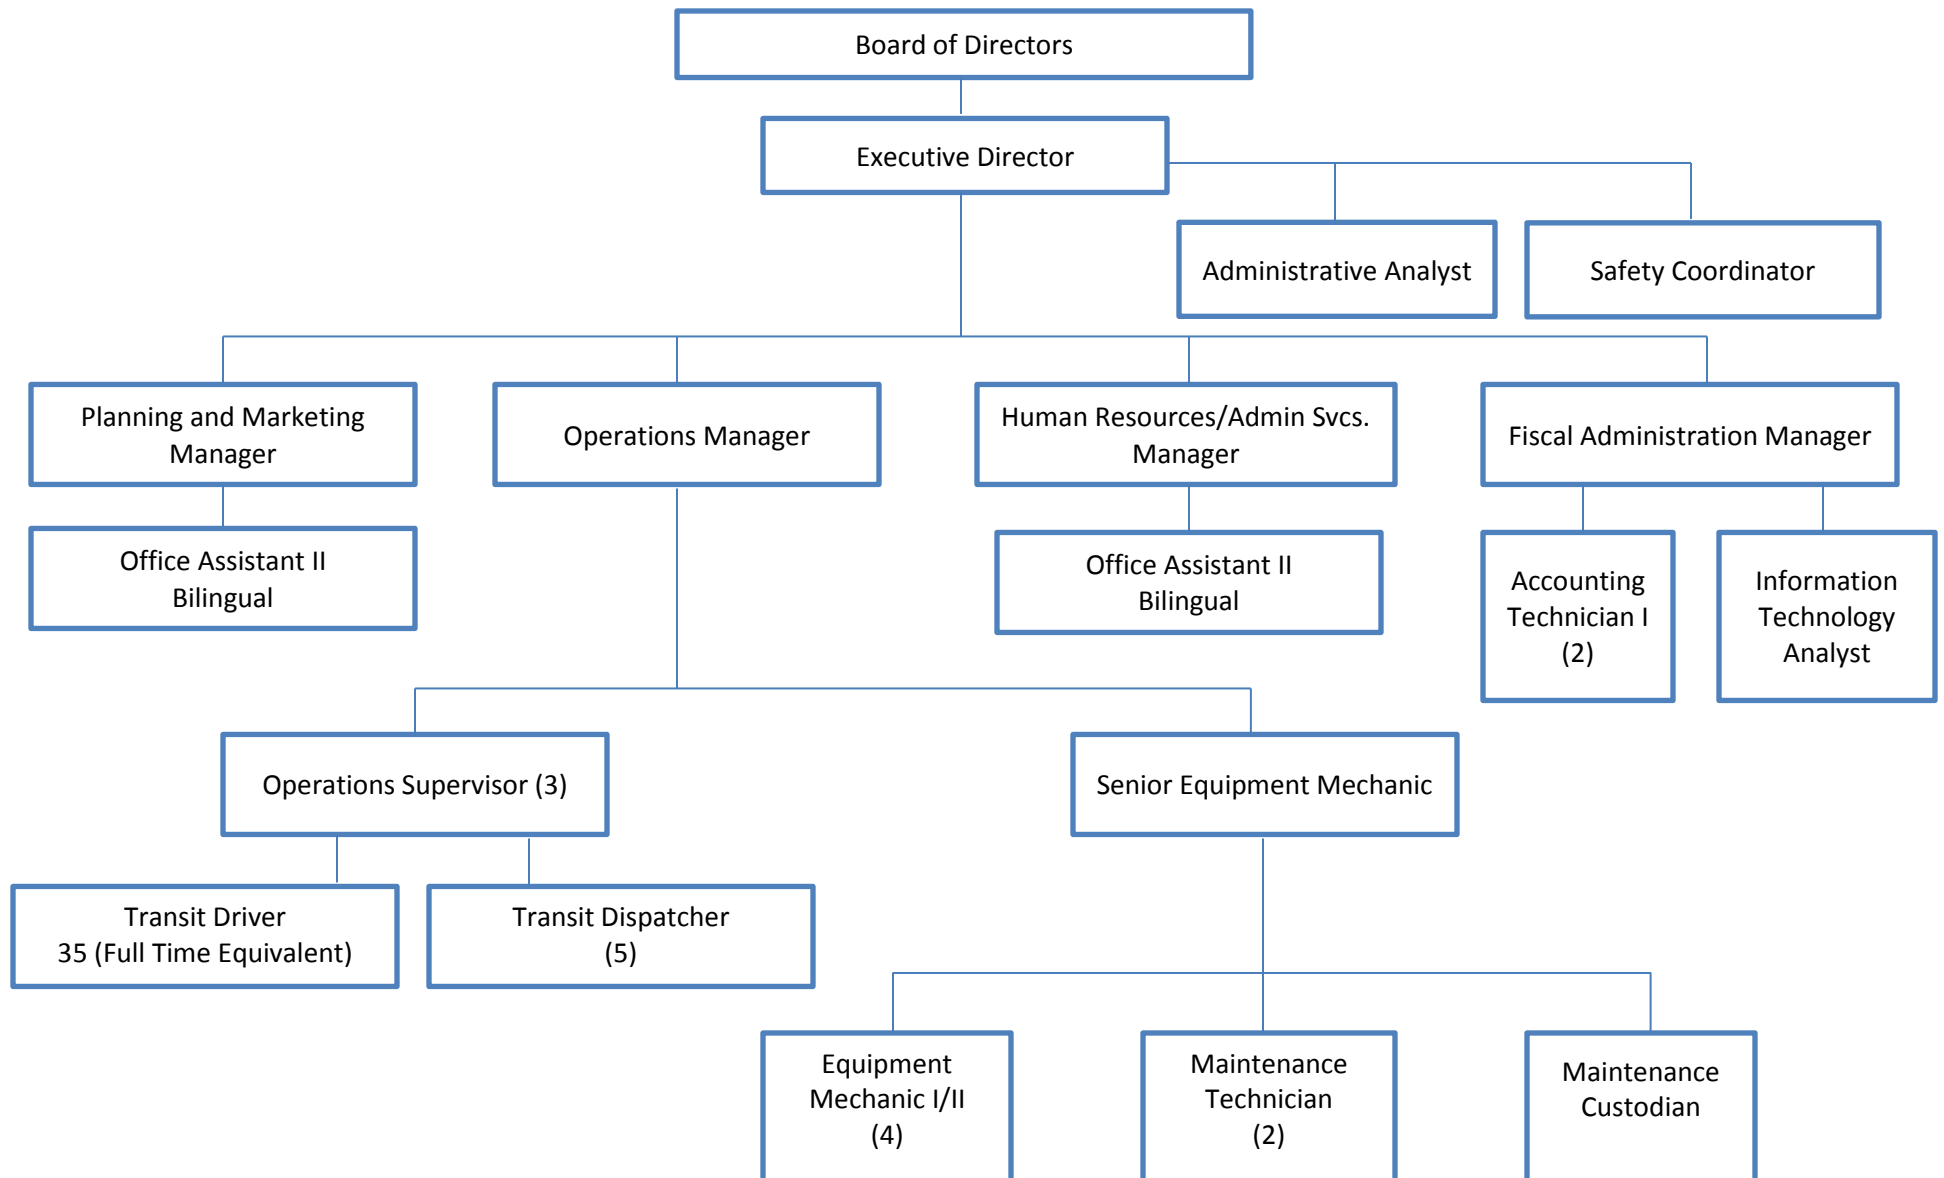 Board of Directors
Executive Director
Administrative Analyst
Safety Coordinator
Planning and Marketing
Manager
Operations Manager
Human Resources/Admin Svcs.
Manager
Fiscal Administration Manager
Office Assistant II
Bilingual
Office Assistant II
Bilingual
Accounting
Technician I
(2)
Information
Technology
Analyst
Operations Supervisor (3)
Senior Equipment Mechanic
Transit Driver
35 (Full Time Equivalent)
Transit Dispatcher
(5)
Equipment
Mechanic I/II
(4)
Maintenance
Technician
(2)
Maintenance
Custodian